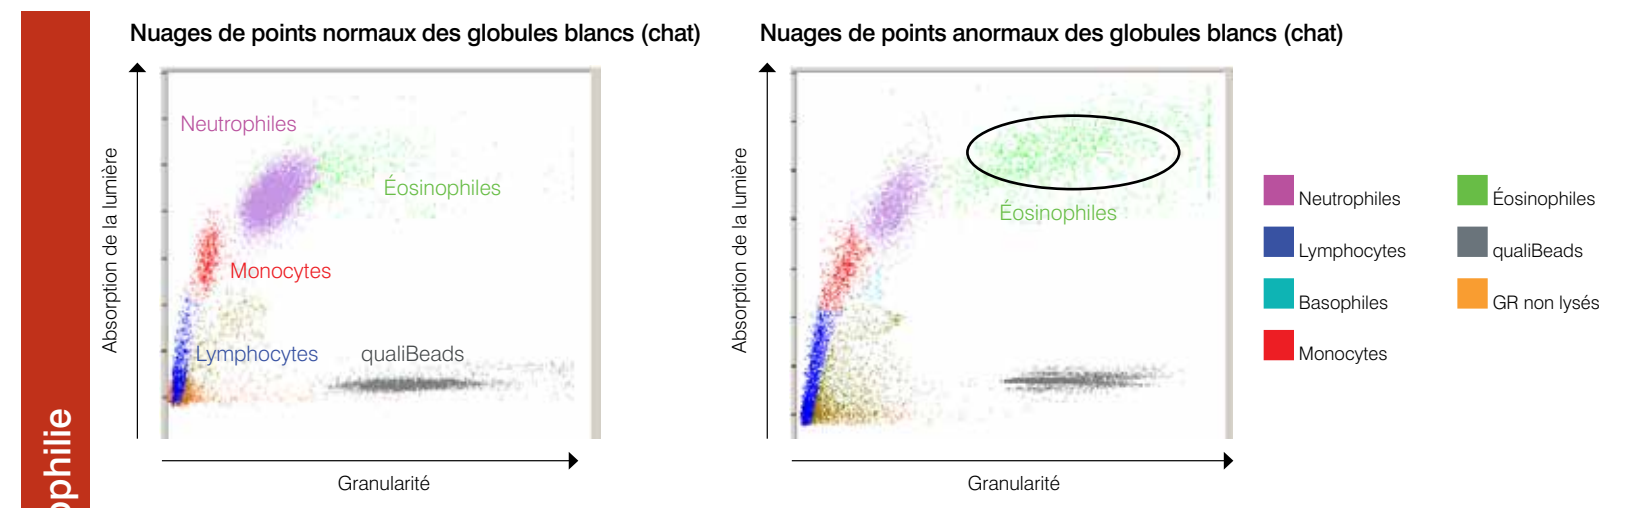 Nuages de points normaux des globules blancs (chat)
Absorption de la lumière
Neutrophiles
Éosinophiles
Monocytes
Lymphocytes
qualiBeads
Granularité
Nuages de points anormaux des globules blancs (chat)
Absorption de la lumière
Éosinophiles
Granularité
Neutrophiles
Éosinophiles
Lymphocytes
qualiBeads
Basophiles
GR non lysés
Monocytes